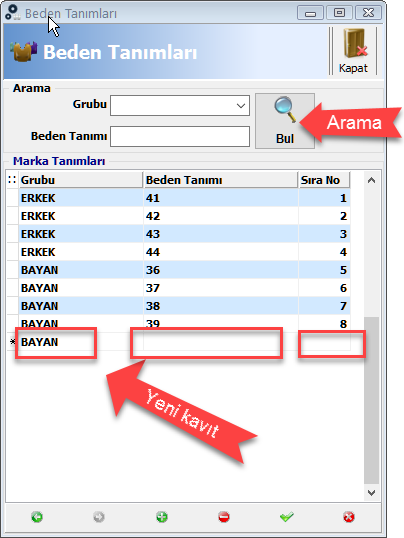 Beden Tanımları
Beden Tanımları
Kapat
Arama
Grubu
Beden Tanımı
Bul
Arama
Marka Tanımları
Grubu Beden Tanımı Sıra No
ERKEK 41 1
ERKEK 42 2
ERKEK 43 3
ERKEK 44 4
BAYAN 36 5
BAYAN 37 6
BAYAN 38 7
BAYAN 39 8
* BAYAN
Yeni kayıt